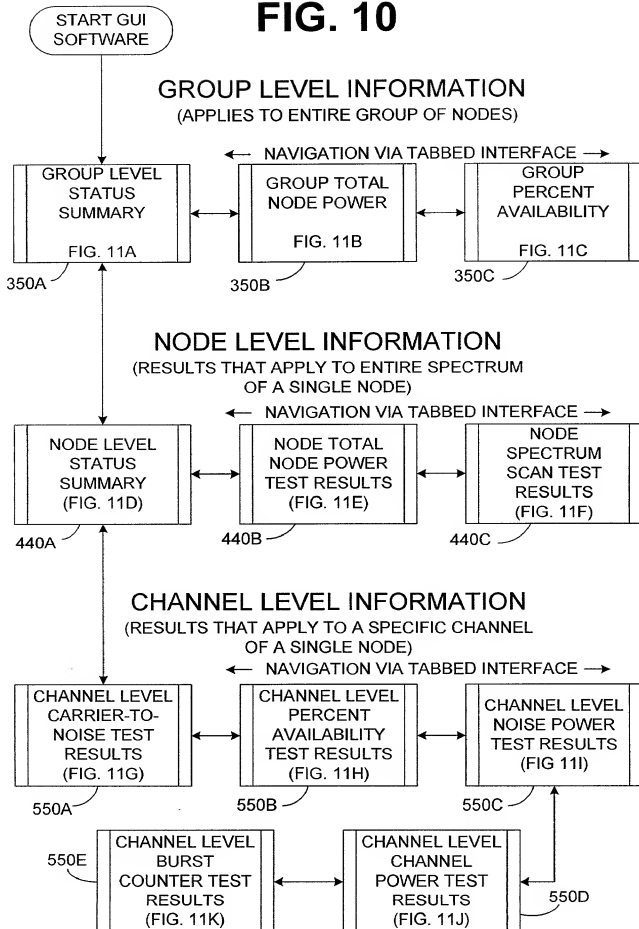 START GUI
SOFTWARE
FIG. 10
GROUP LEVEL INFORMATION
(APPLIES TO ENTIRE GROUP OF NODES)
NAVIGATION VIA TABBED INTERFACE
GROUP LEVEL
STATUS
SUMMARY
FIG. 11A
350A
GROUP TOTAL
NODE POWER
FIG. 11B
350B
GROUP
PERCENT
AVAILABILITY
FIG. 11C
350C
NODE LEVEL INFORMATION
(RESULTS THAT APPLY TO ENTIRE SPECTRUM
OF A SINGLE NODE)
NAVIGATION VIA TABBED INTERFACE
NODE LEVEL
STATUS
SUMMARY
(FIG. 11D)
440A
NODE TOTAL
NODE POWER
TEST RESULTS
(FIG. 11E)
440B
NODE
SPECTRUM
SCAN TEST
RESULTS
(FIG. 11F)
440C
CHANNEL LEVEL INFORMATION
(RESULTS THAT APPLY TO A SPECIFIC CHANNEL
OF A SINGLE NODE)
NAVIGATION VIA TABBED INTERFACE
CHANNEL LEVEL
CARRIER-TO-
NOISE TEST
RESULTS
(FIG. 11G)
550A
CHANNEL LEVEL
PERCENT
AVAILABILITY
TEST RESULTS
(FIG. 11H)
550B
CHANNEL LEVEL
NOISE POWER
TEST RESULTS
(FIG 11I)
550C
550E
CHANNEL LEVEL
BURST
COUNTER TEST
RESULTS
(FIG. 11K)
CHANNEL LEVEL
CHANNEL
POWER TEST
RESULTS
(FIG. 11J)
550D